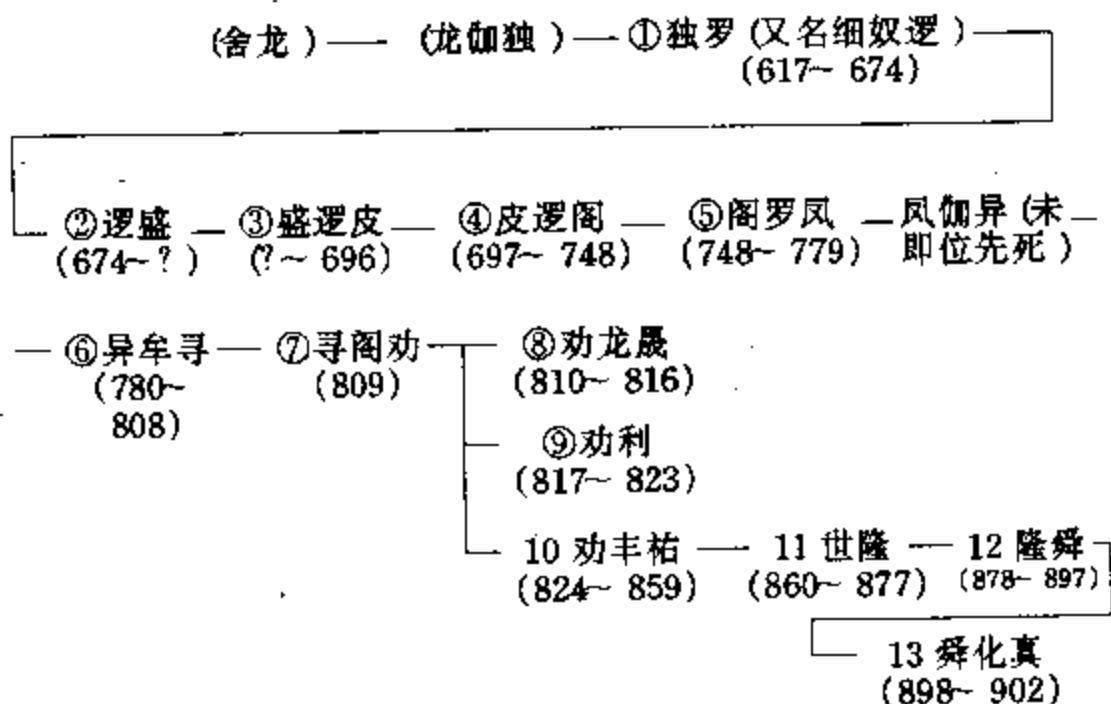 (舍龙) — (龙伽独) — ①独罗(又名细奴逻)
(617~674)
②逻盛 — ③盛逻皮 — ④皮逻阁 — ⑤阁罗凤 — 凤伽异(未
(674~?) (?~696) (697~748) (748~779) 即位先死)
— ⑥异牟寻 — ⑦寻阁劝 — ⑧劝龙晟
(780~ (809) (810~816)
808)
⑨劝利
(817~823)
10 劝丰祐 — 11 世隆 — 12 隆舜
(824~859) (860~877) (878~897)
13 舜化真
(898~902)